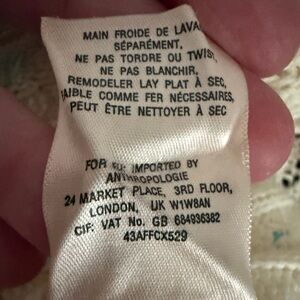 MAIN FROIDE DE LAVA
SÉPARÉMENT,
NE PAS TORDRE OU TWIST,
NE PAS BLANCHIR,
REMODELER LAY PLAT À SEC,
AIBLE COMME FER NÉCESSAIRES,
PEUT ÊTRE NETTOYER À SEC
FOR IMPORTED BY
ANTHROPOLOGIE
24 MARKET PLACE, 3RD FLOOR,
LONDON, UK W1W8AN
CIF: VAT No. GB 684936382
43AFFCX529